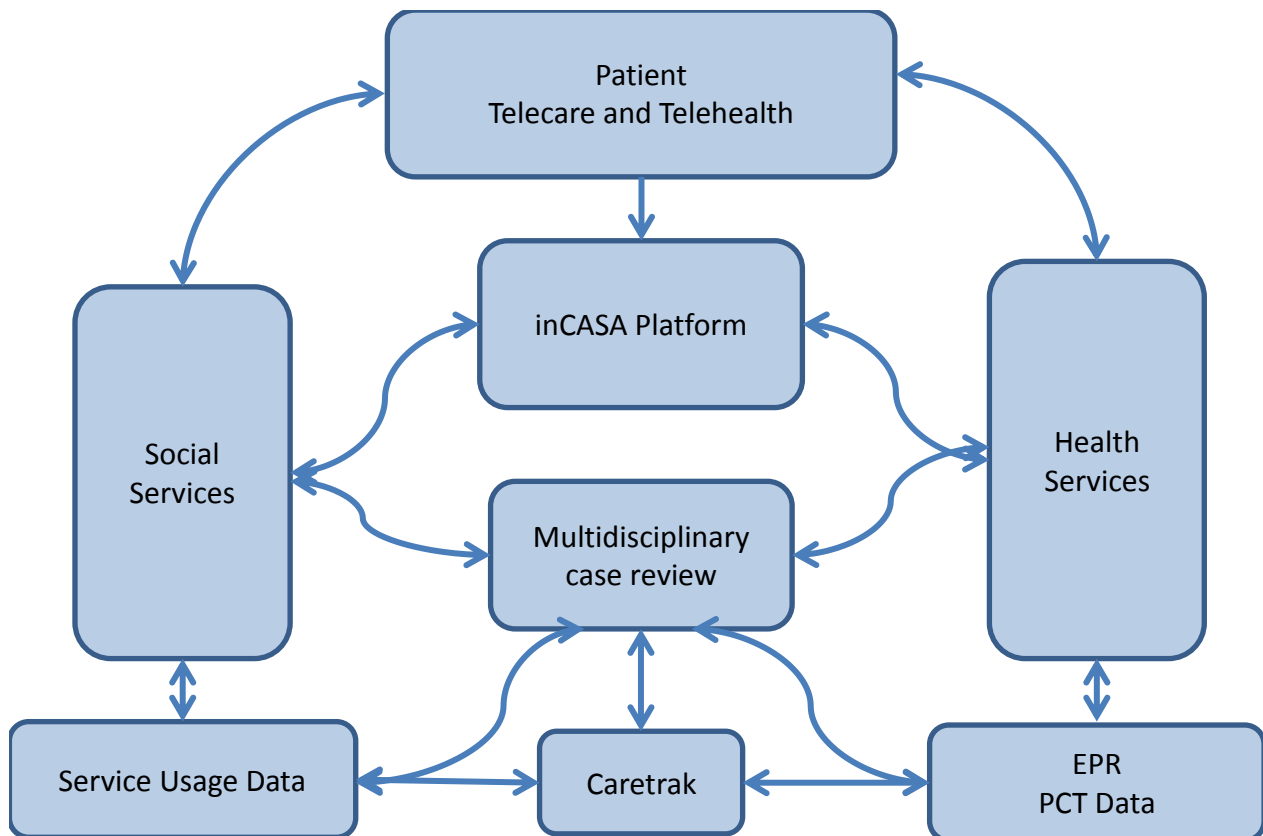 Patient
Telecare and Telehealth
inCASA Platform
Social
Services
Health
Services
Multidisciplinary
case review
Service Usage Data
Caretrak
EPR
PCT Data